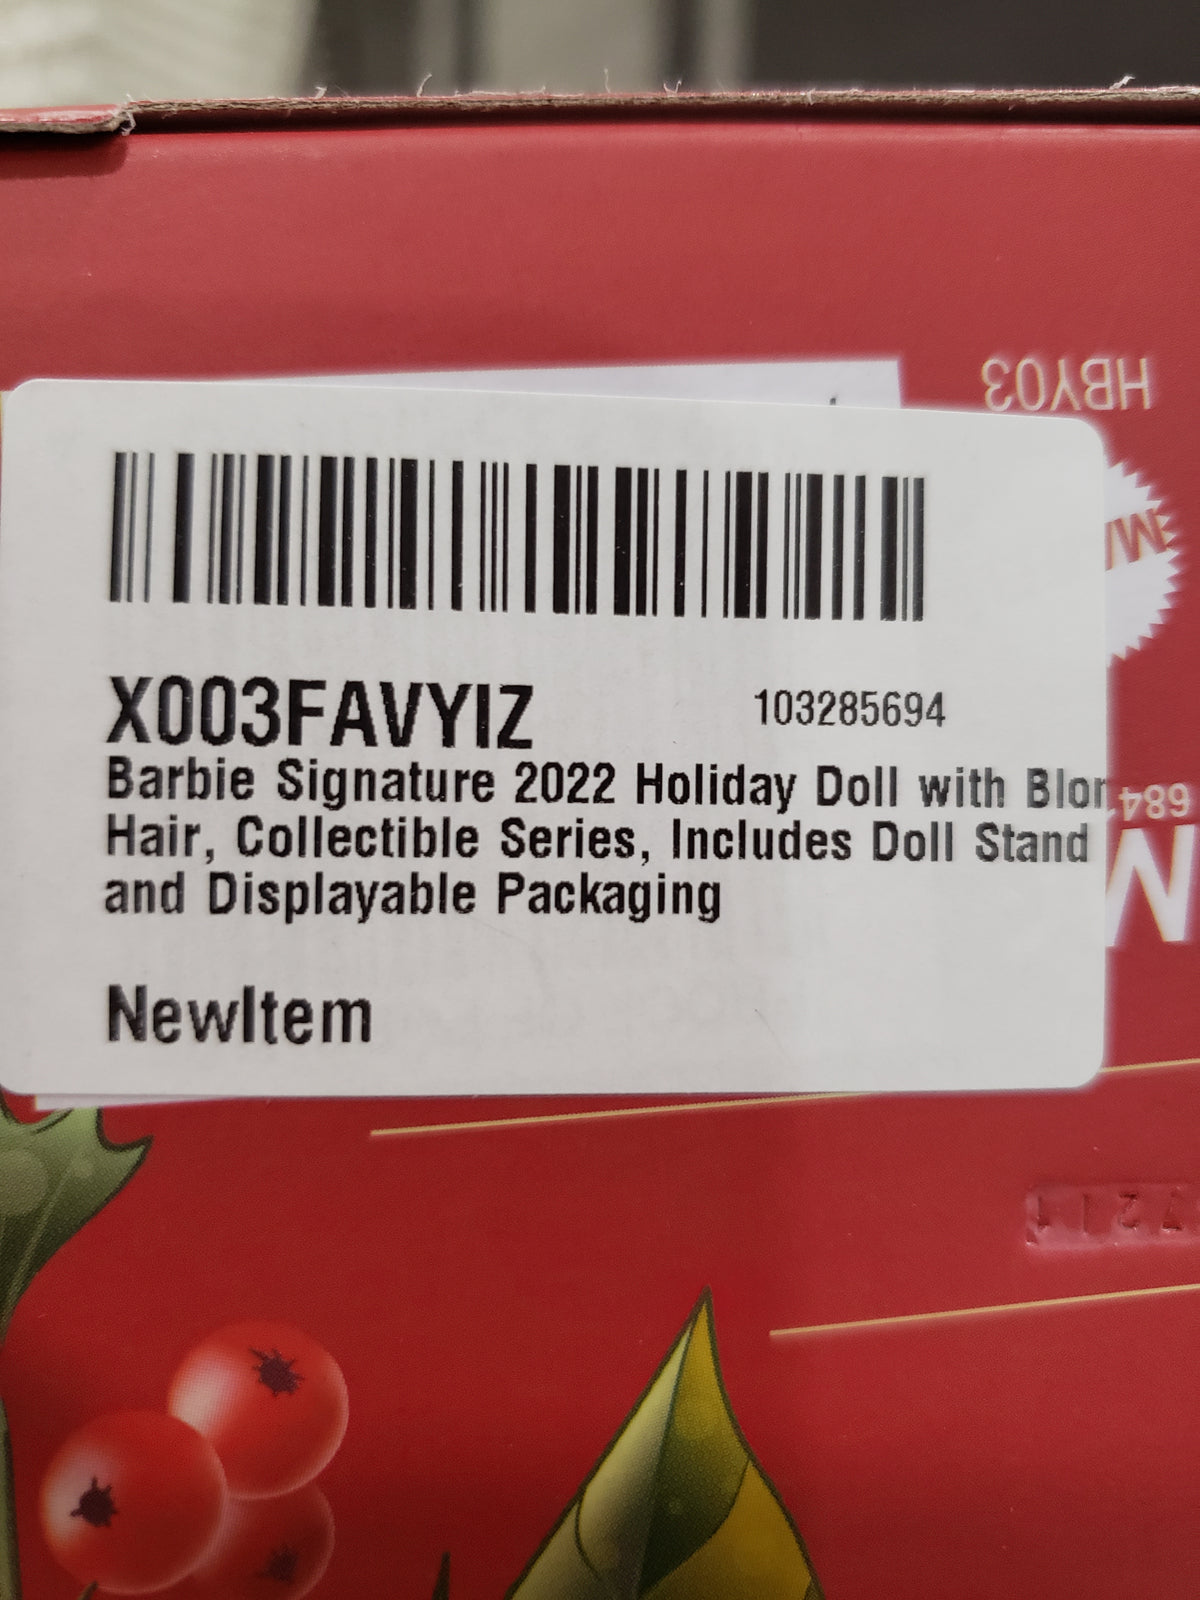 HBY03
X003FAVYIZ
103285694
Barbie Signature 2022 Holiday Doll with Blon
Hair, Collectible Series, Includes Doll Stand
and Displayable Packaging
NewItem
684
M